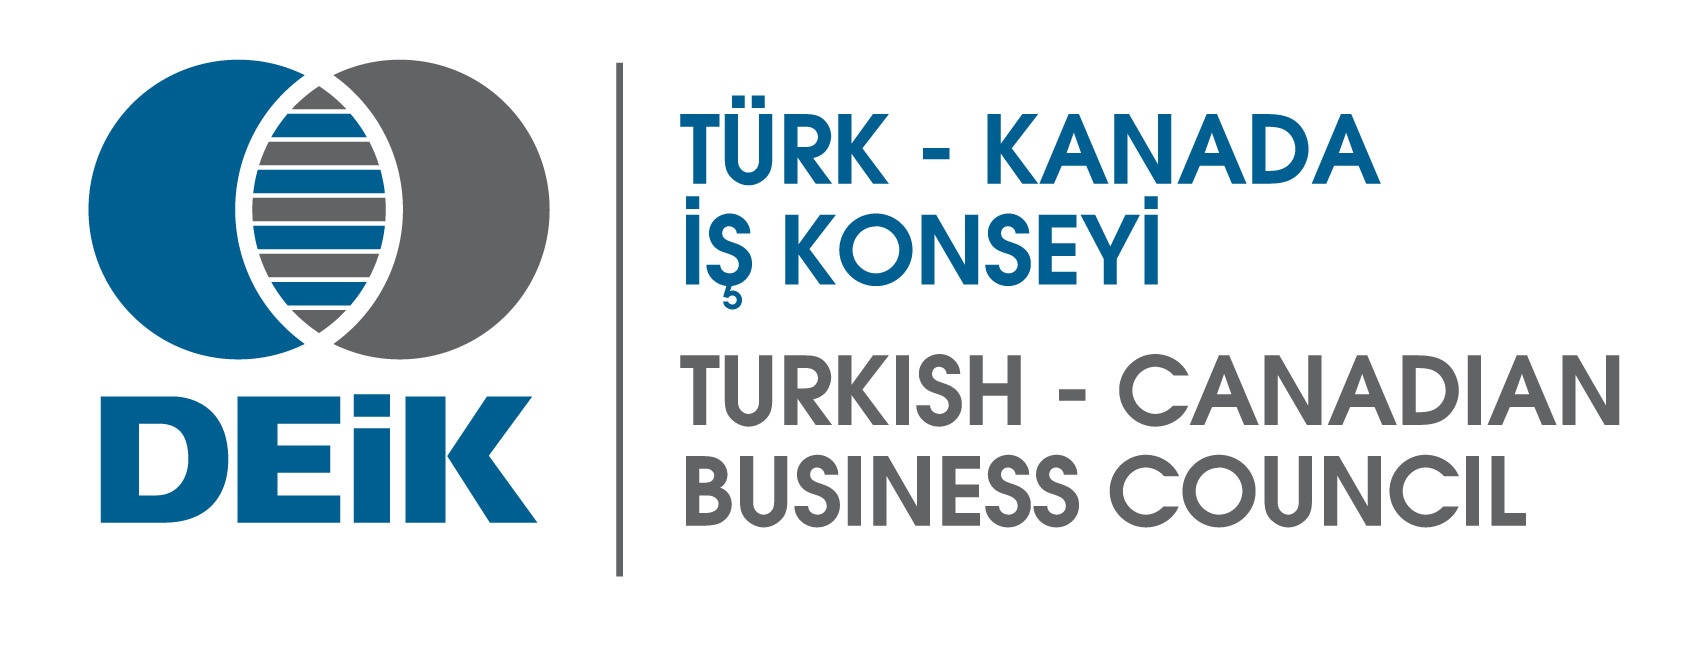 DEiK
TÜRK - KANADA
İŞ KONSEYİ
TURKISH - CANADIAN
BUSINESS COUNCIL